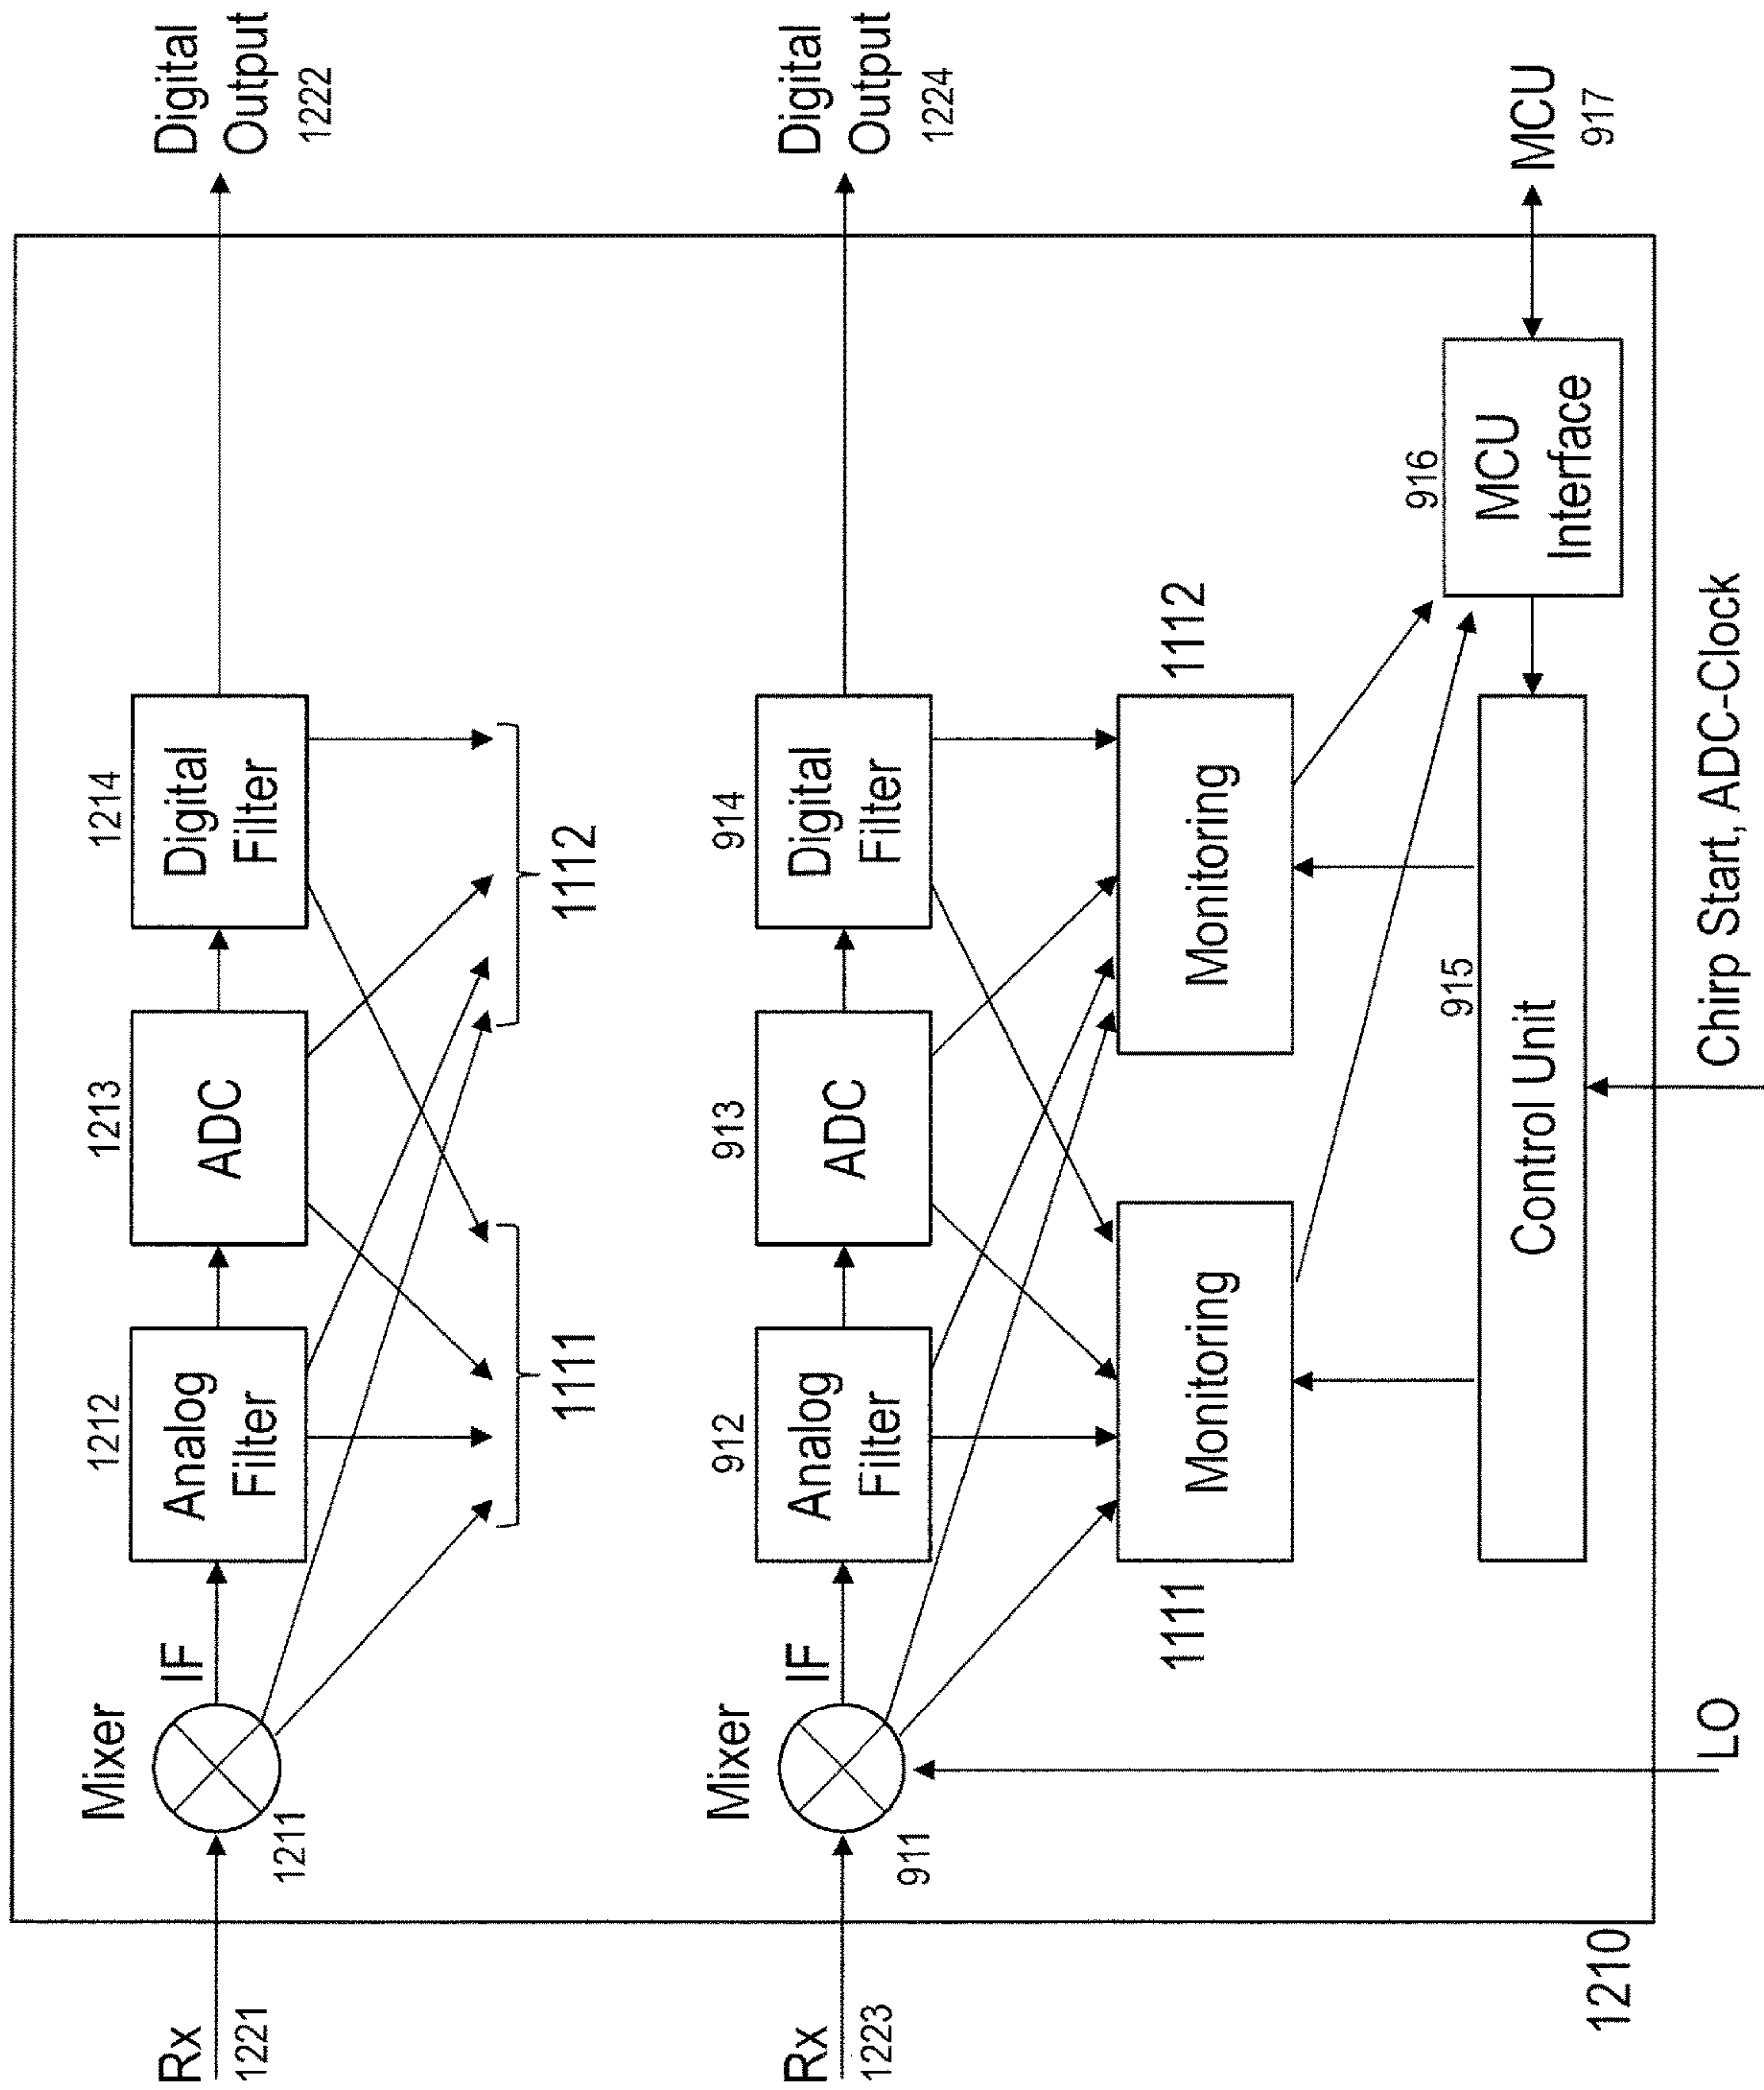 Rx
1221
Mixer
1211
IF
1212
Analog
Filter
1213
ADC
1214
Digital
Filter
Digital
Output
1222
1111
1112
Rx
1223
Mixer
911
IF
912
Analog
Filter
913
ADC
914
Digital
Filter
Digital
Output
1224
1111
Monitoring
Monitoring
1112
915
Control Unit
916
MCU
Interface
MCU
917
1210
LO
Chirp Start, ADC-Clock